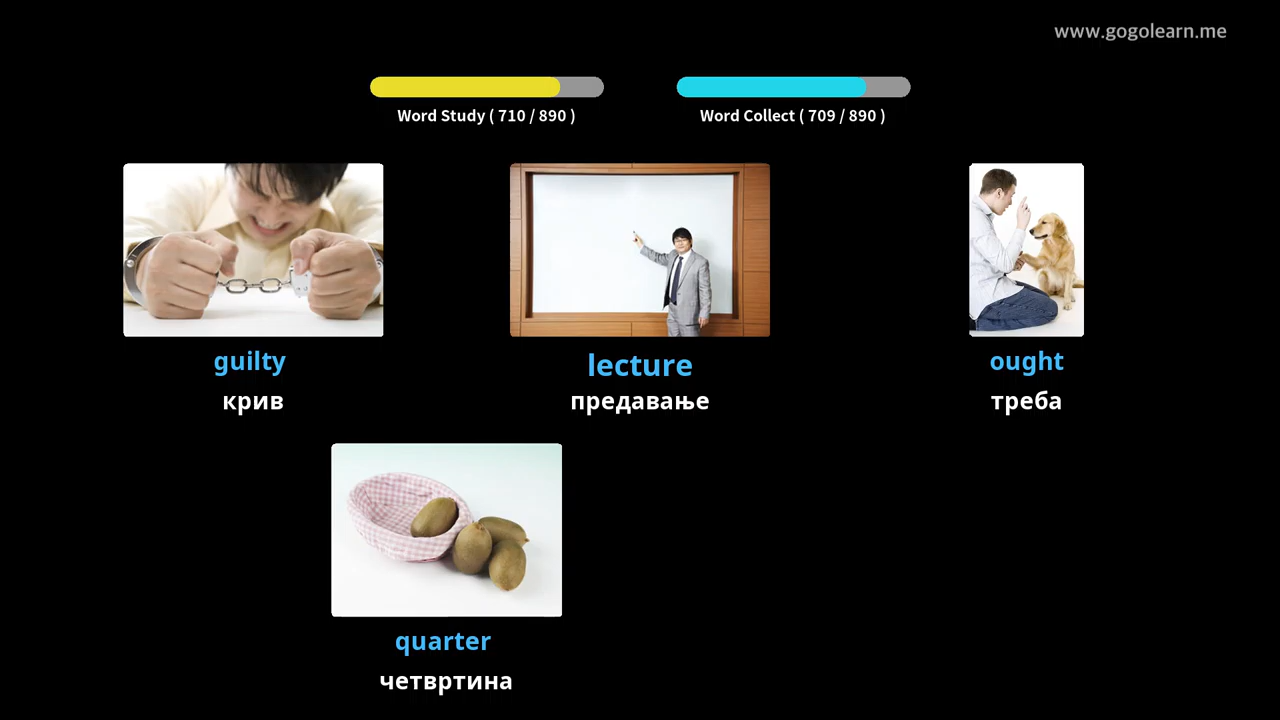 www.gogolearn.me
Word Study ( 710 / 890 )
Word Collect ( 709 / 890 )
guilty
крив
lecture
предавање
ought
треба
quarter
четвртина